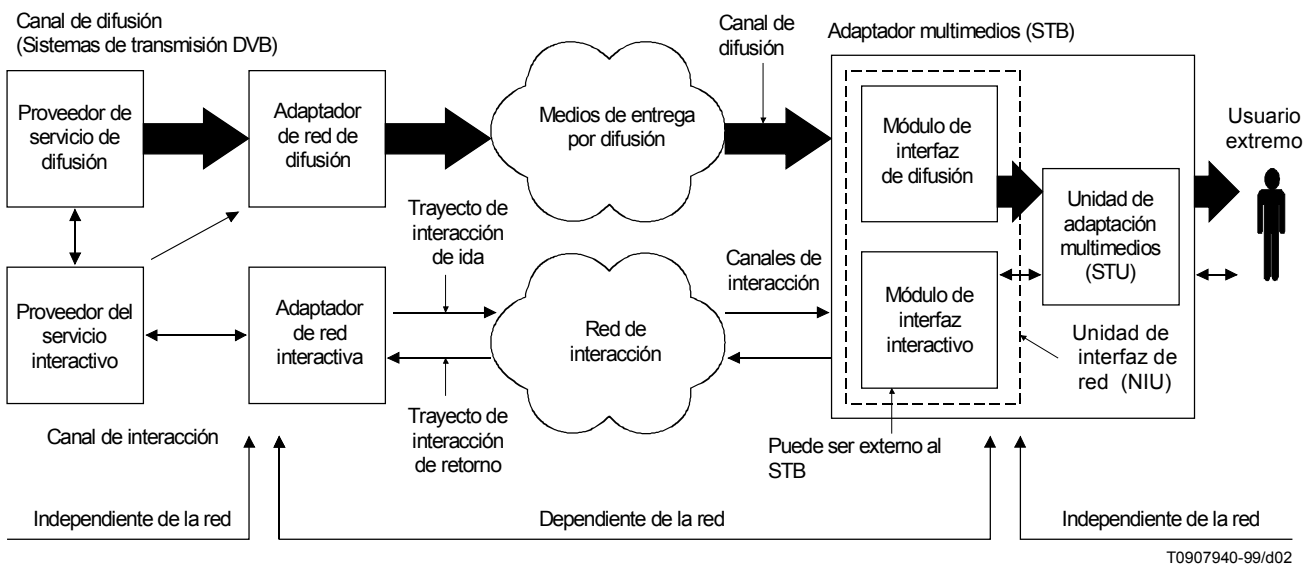 Canal de difusión
(Sistemas de transmisión DVB)
Proveedor de
servicio de
difusión
Adaptador
de red de
difusión
Medios de entrega
por difusión
Canal de
difusión
Adaptador multimedios (STB)
Módulo de
interfaz
de difusión
Usuario
extremo
Unidad de
adaptación
multimedios
(STU)
Trayecto de
interacción
de ida
Canales de
interacción
Proveedor del
servicio
interactivo
Adaptador
de red
interactiva
Red de
interacción
Módulo de
interfaz
interactivo
Unidad de
interfaz de
red (NIU)
Trayecto de
interacción
de retorno
Canal de interacción
Puede ser externo al
STB
Independiente de la red
Dependiente de la red
Independiente de la red
T0907940-99/d02